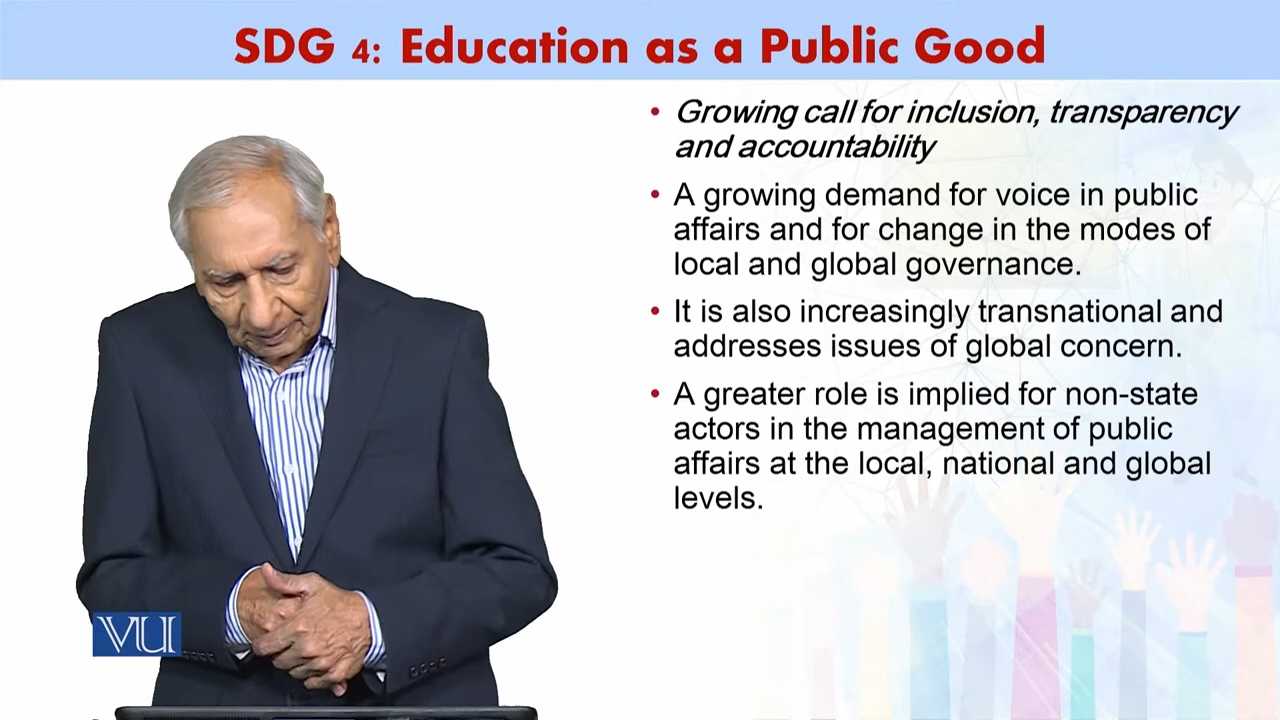 SDG 4: Education as a Public Good
• Growing call for inclusion, transparency
and accountability
• A growing demand for voice in public
affairs and for change in the modes of
local and global governance.
• It is also increasingly transnational and
addresses issues of global concern.
• A greater role is implied for non-state
actors in the management of public
affairs at the local, national and global
levels.
VU